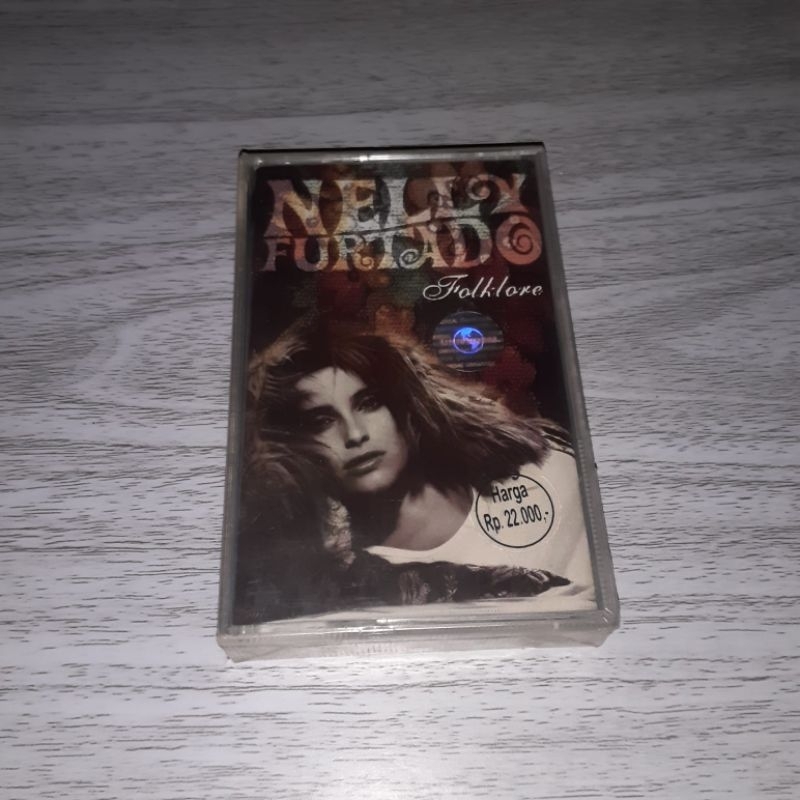 NELLY
FURTADO
Folklore
Harga
Rp. 22.000,-